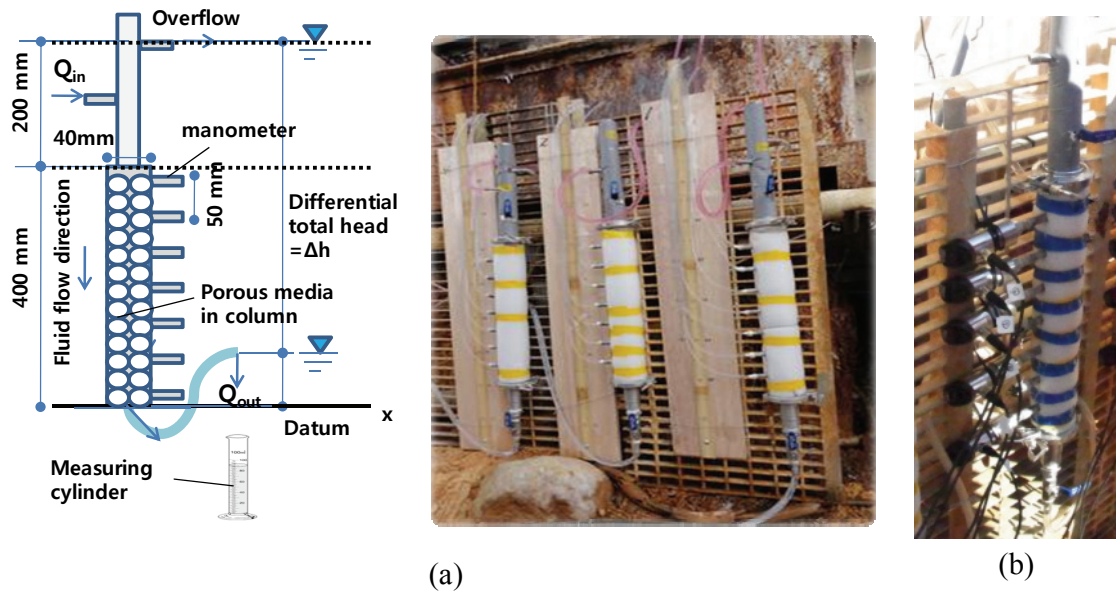 Overflow
Q_in
200 mm
40mm
manometer
50 mm
Fluid flow direction
400 mm
Differential
total head
=Δh
Porous media
in column
Q_out
Datum
x
Measuring
cylinder
(a)
(b)